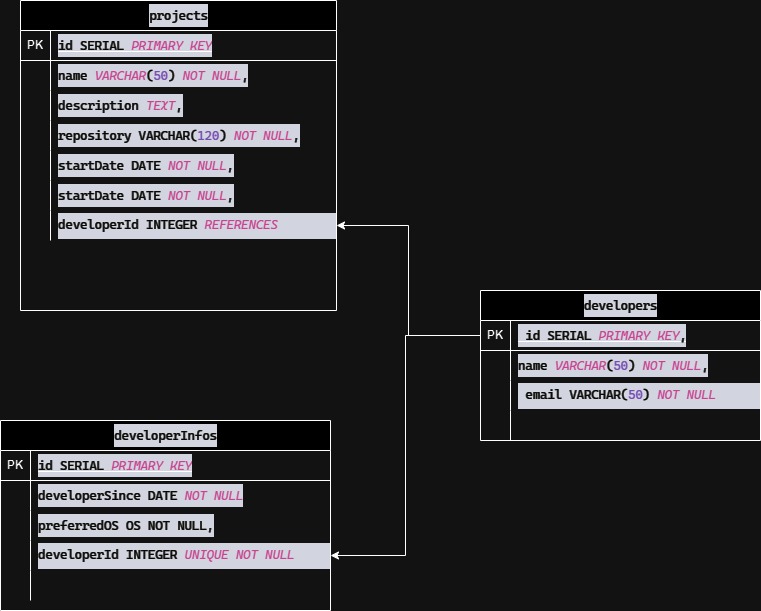 projects
PK id SERIAL PRIMARY KEY
name VARCHAR(50) NOT NULL,
description TEXT,
repository VARCHAR(120) NOT NULL,
startDate DATE NOT NULL,
startDate DATE NOT NULL,
developerId INTEGER REFERENCES
developers
PK id SERIAL PRIMARY KEY,
name VARCHAR(50) NOT NULL,
email VARCHAR(50) NOT NULL
developerInfos
PK id SERIAL PRIMARY KEY
developerSince DATE NOT NULL
preferredOS OS NOT NULL,
developerId INTEGER UNIQUE NOT NULL